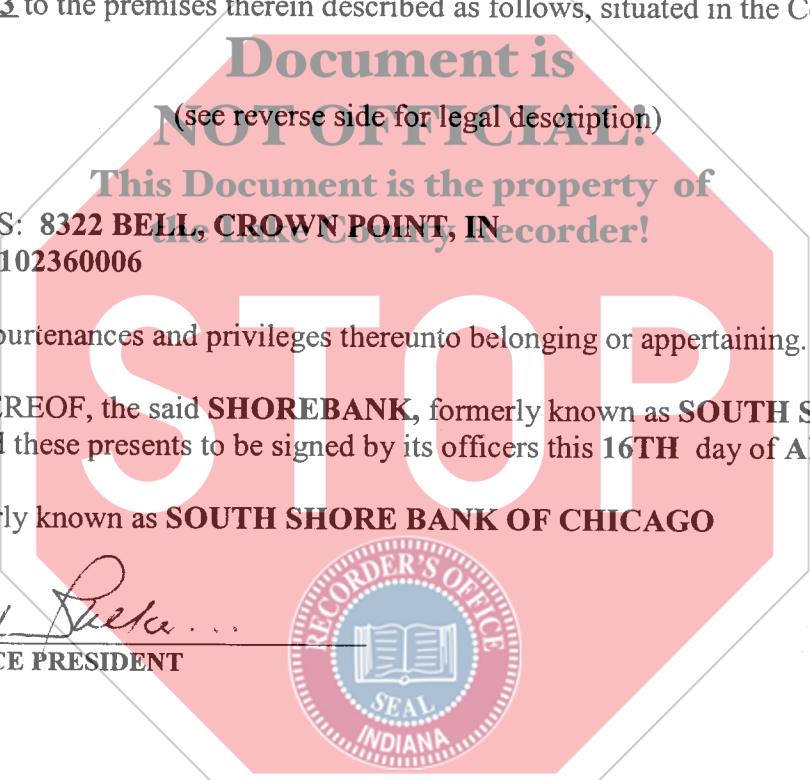 3 to the premises therein described as follows, situated in the C
Document is
NOT OFFICIAL!
(see reverse side for legal description)
This Document is the property of
the Lake County Recorder!
S: 8322 BELL, CROWN POINT, IN
102360006
purtenances and privileges thereunto belonging or appertaining.
STOP
EREOF, the said SHOREBANK, formerly known as SOUTH S
d these presents to be signed by its officers this 16TH day of A
rly known as SOUTH SHORE BANK OF CHICAGO
CE PRESIDENT
RECORDER'S OFFICE
SEAL
INDIANA